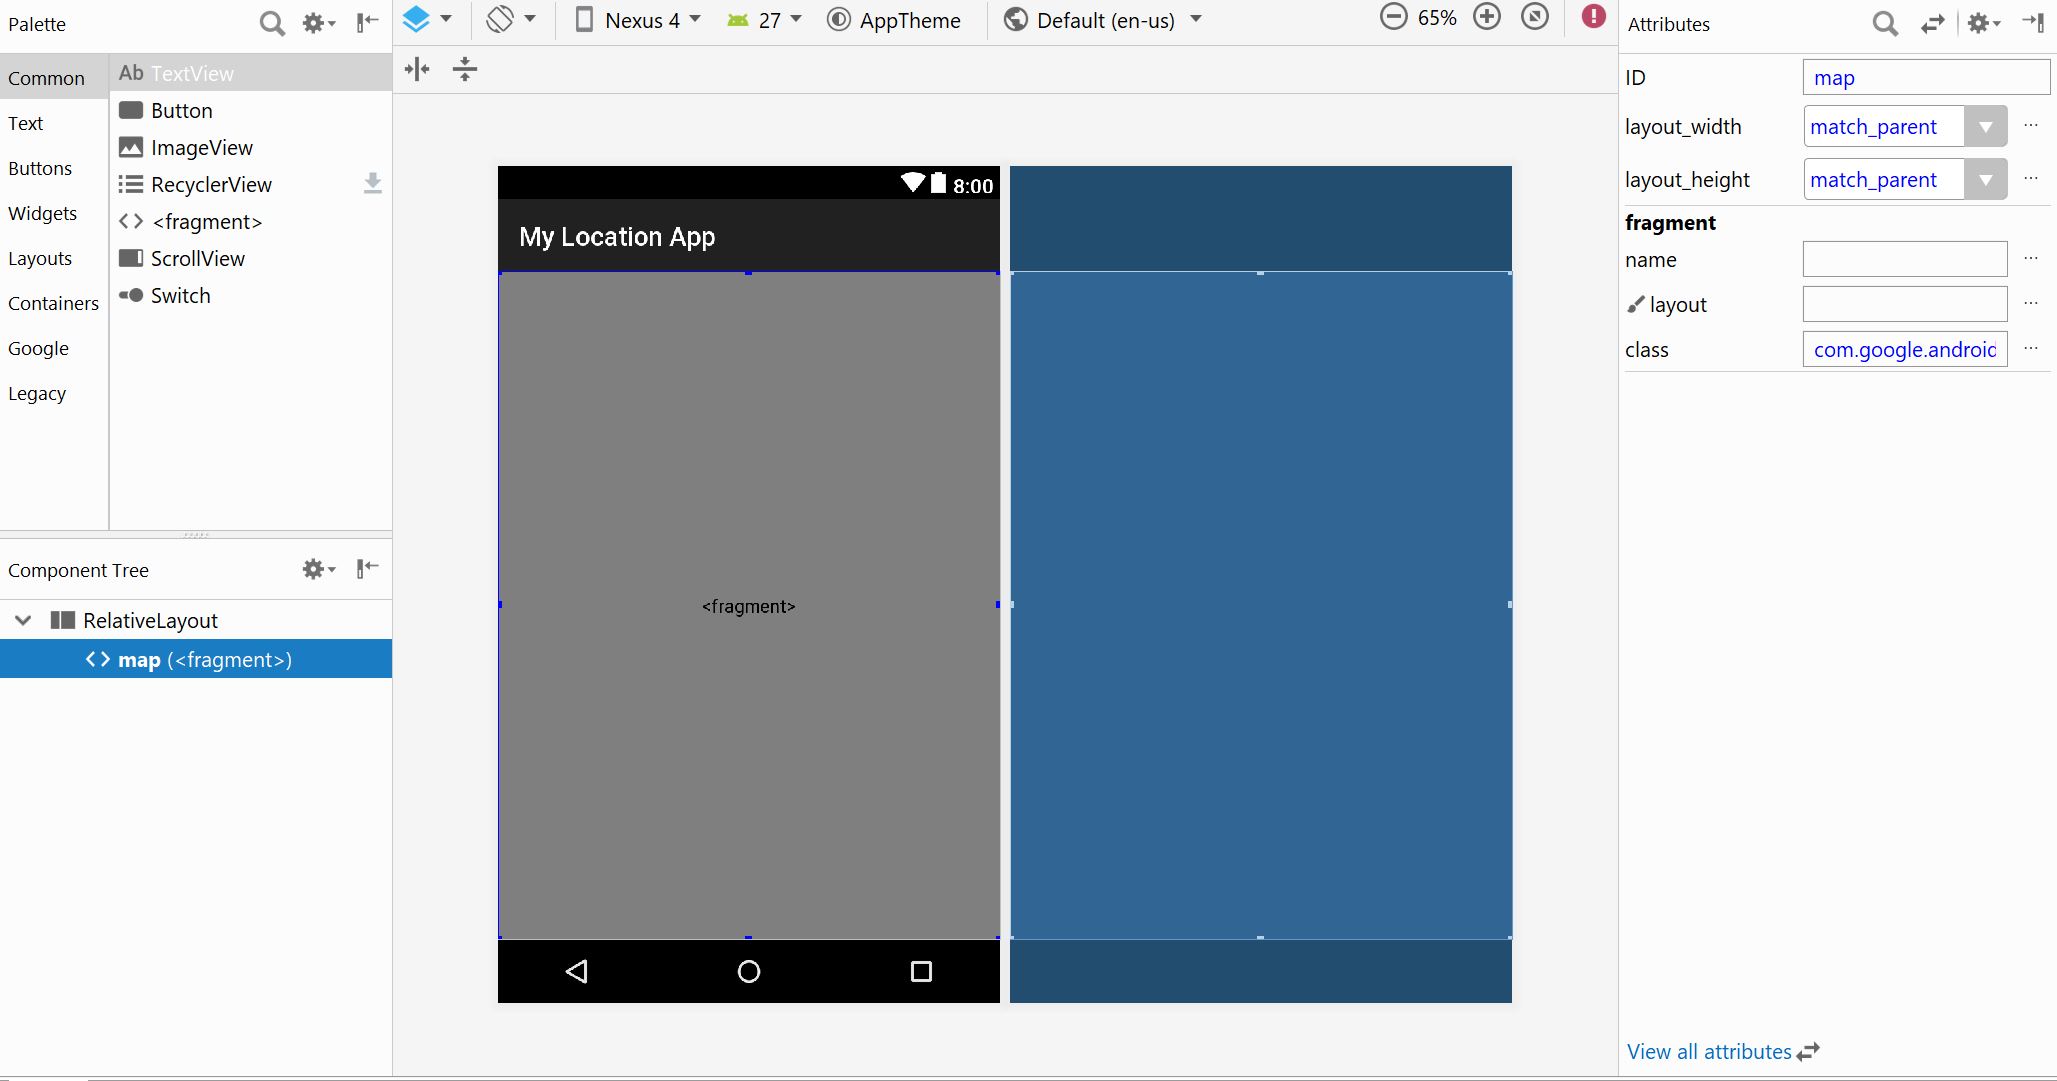 Palette
Common
Text
Buttons
Widgets
Layouts
Containers
Google
Legacy
Ab TextView
Button
ImageView
RecyclerView
<fragment>
ScrollView
Switch
Component Tree
RelativeLayout
map (<fragment>)
Nexus 4
27
AppTheme
Default (en-us)
65%
8:00
My Location App
<fragment>
Attributes
ID map
layout_width match_parent ...
layout_height match_parent ...
fragment
name ...
layout ...
class com.google.android ...
View all attributes